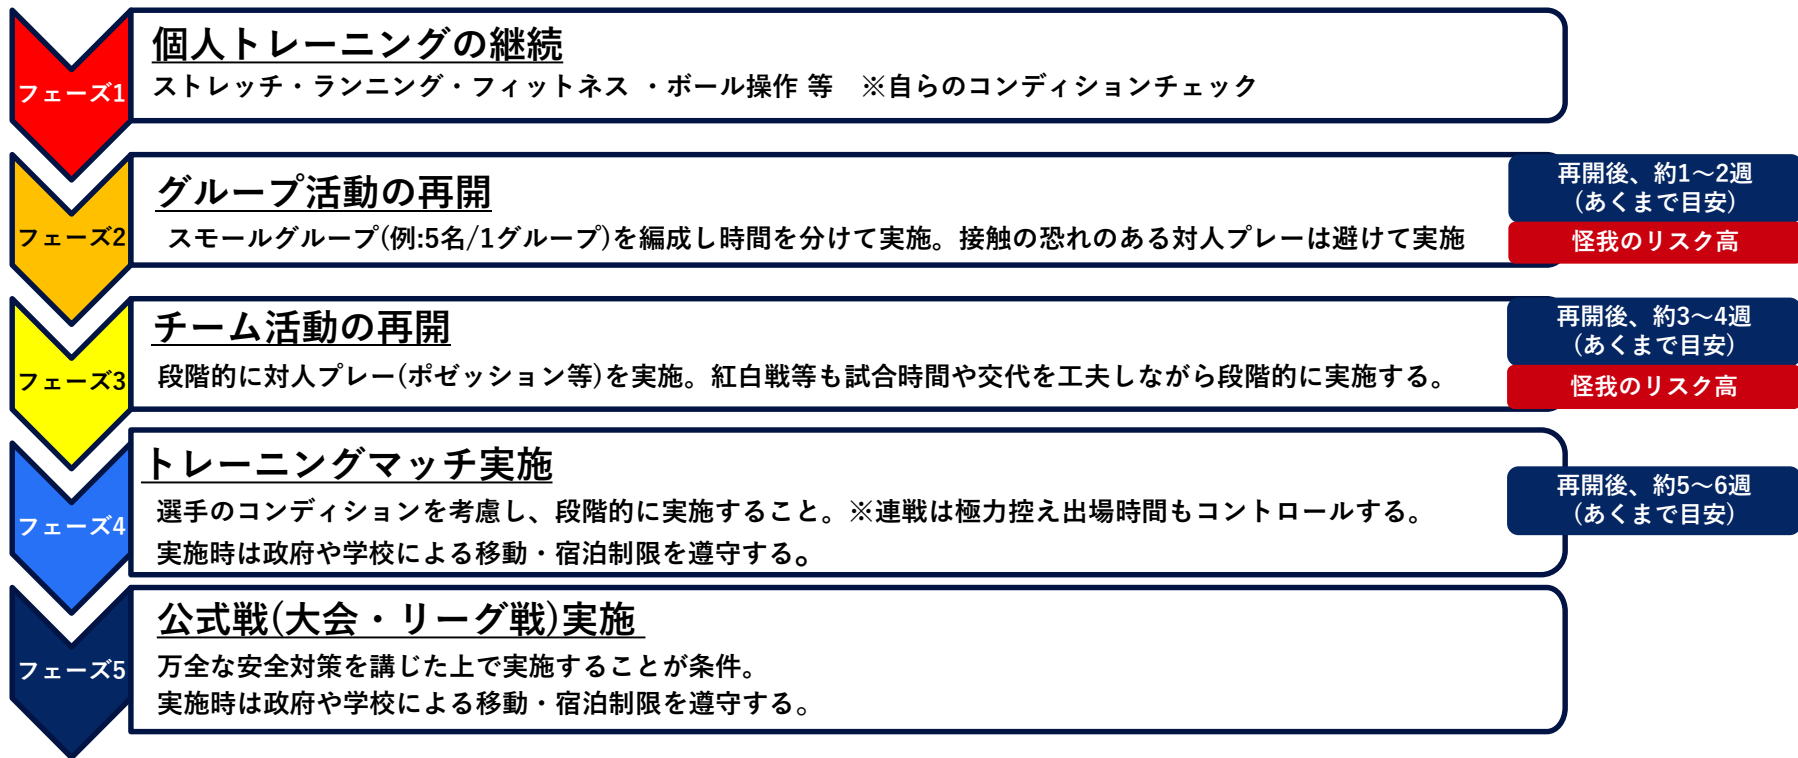 フェーズ1
個人トレーニングの継続
ストレッチ・ランニング・フィットネス ・ボール操作 等　※自らのコンディションチェック
フェーズ2
グループ活動の再開
スモールグループ(例:5名/1グループ)を編成し時間を分けて実施。接触の恐れのある対人プレーは避けて実施
再開後、約1～2週
(あくまで目安)
怪我のリスク高
フェーズ3
チーム活動の再開
段階的に対人プレー(ポゼッション等)を実施。紅白戦等も試合時間や交代を工夫しながら段階的に実施する。
再開後、約3～4週
(あくまで目安)
怪我のリスク高
フェーズ4
トレーニングマッチ実施
選手のコンディションを考慮し、段階的に実施すること。※連戦は極力控え出場時間もコントロールする。
実施時は政府や学校による移動・宿泊制限を遵守する。
再開後、約5～6週
(あくまで目安)
フェーズ5
公式戦(大会・リーグ戦)実施
万全な安全対策を講じた上で実施することが条件。
実施時は政府や学校による移動・宿泊制限を遵守する。